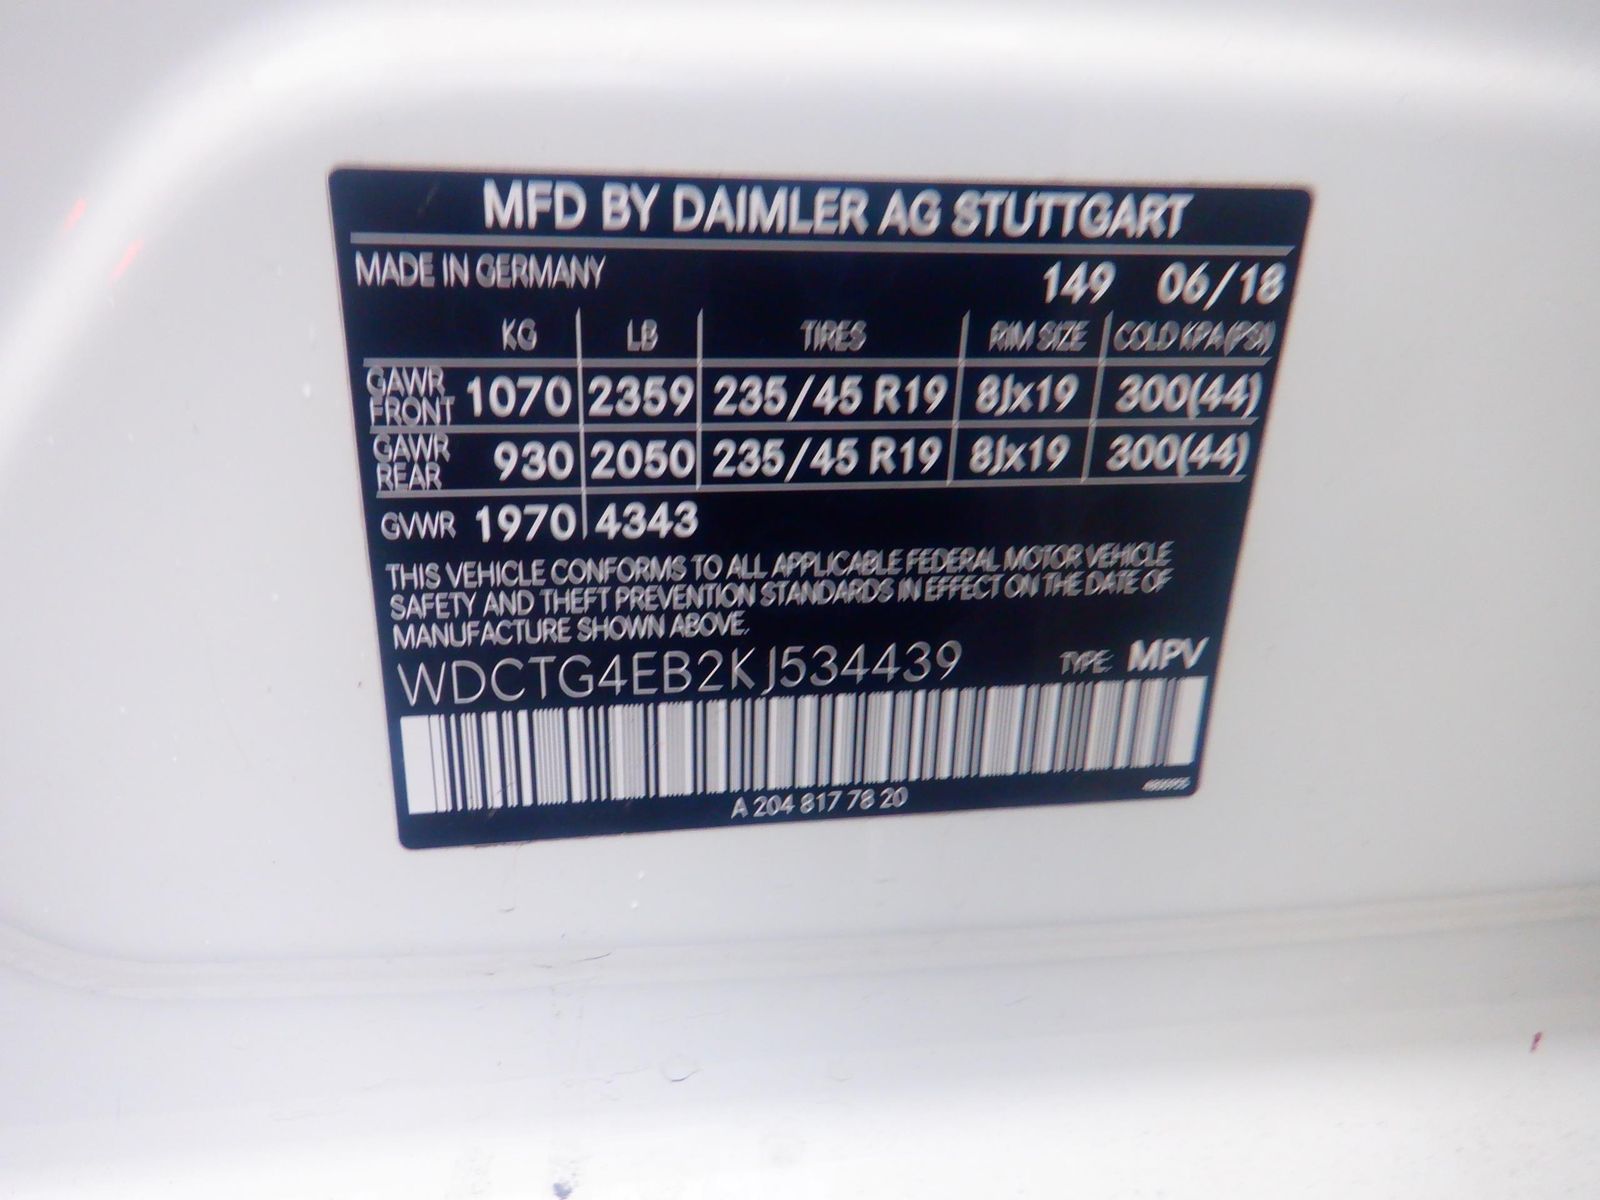 MFD BY DAIMLER AG STUTTGART
MADE IN GERMANY 149 06/18
KG LB TIRES RIM SIZE COLD KPA(PSI)
GAWR FRONT 1070 2359 235/45 R19 8Jx19 300(44)
GAWR REAR 930 2050 235/45 R19 8Jx19 300(44)
GVWR 1970 4343
THIS VEHICLE CONFORMS TO ALL APPLICABLE FEDERAL MOTOR VEHICLE
SAFETY AND THEFT PREVENTION STANDARDS IN EFFECT ON THE DATE OF
MANUFACTURE SHOWN ABOVE.
WDCTG4EB2KJ534439 TYPE: MPV
A 204 817 78 20